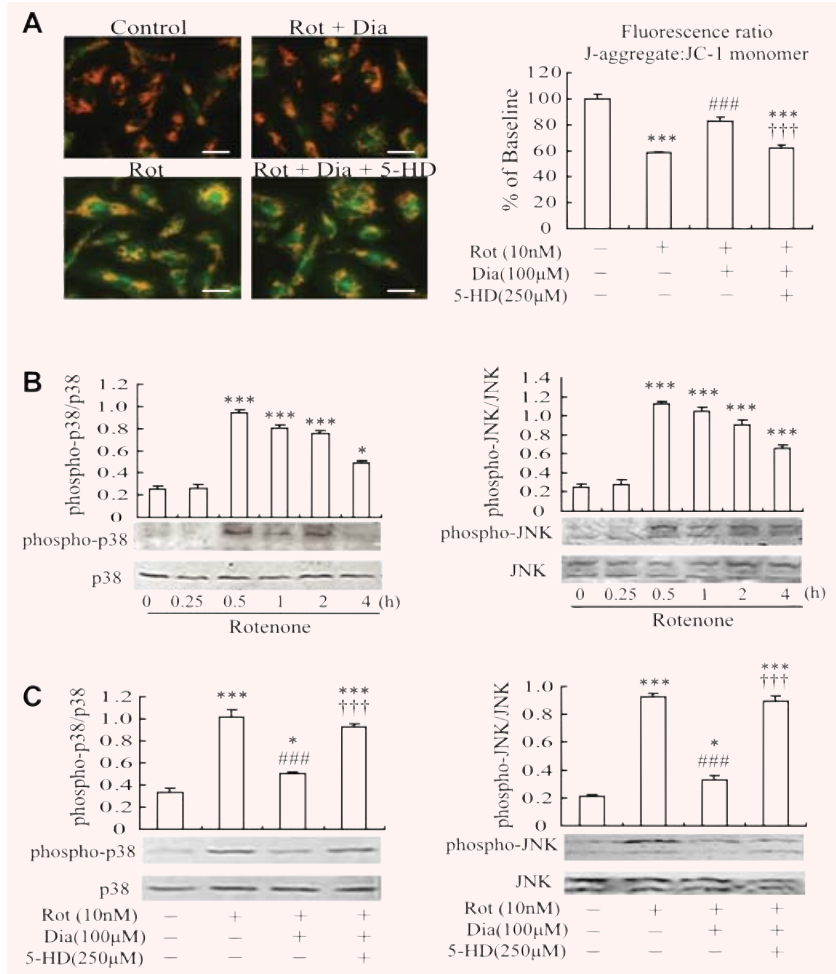 A
Control
Rot + Dia
Rot
Rot + Dia + 5-HD
Fluorescence ratio
J-aggregate:JC-1 monomer
% of Baseline
120
100
80
60
40
20
0
***
###
***
†††
Rot (10nM) — + + +
Dia(100µM) — — + +
5-HD(250µM) — — — +
B
phospho-p38/p38
1.2
1.0
0.8
0.6
0.4
0.2
0
*** *** *** *
phospho-p38
p38
0 0.25 0.5 1 2 4 (h)
Rotenone
phospho-JNK/JNK
1.4
1.2
1.0
0.8
0.6
0.4
0.2
0
*** *** *** ***
phospho-JNK
JNK
0 0.25 0.5 1 2 4 (h)
Rotenone
C
phospho-p38/p38
1.2
1.0
0.8
0.6
0.4
0.2
0
***
*
###
***
†††
phospho-p38
p38
Rot (10nM) — + + +
Dia(100µM) — — + +
5-HD(250µM) — — — +
phospho-JNK/JNK
1.0
0.8
0.6
0.4
0.2
0
***
*
###
***
†††
phospho-JNK
JNK
Rot (10nM) — + + +
Dia(100µM) — — + +
5-HD(250µM) — — — +